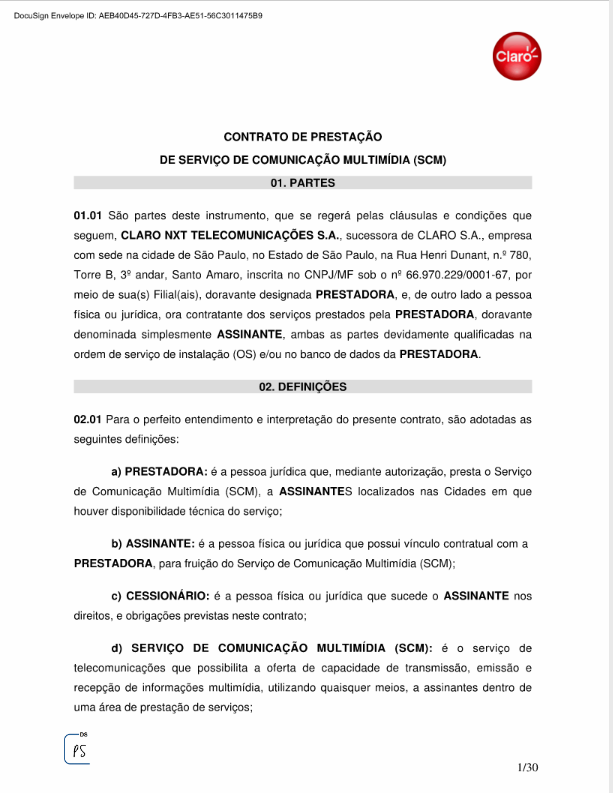 DocuSign Envelope ID: AEB40D45-727D-4FB3-AE51-56C3011475B9
Claro
CONTRATO DE PRESTAÇÃO
DE SERVIÇO DE COMUNICAÇÃO MULTIMÍDIA (SCM)
01. PARTES
01.01 São partes deste instrumento, que se regerá pelas cláusulas e condições que
seguem, CLARO NXT TELECOMUNICAÇÕES S.A., sucessora de CLARO S.A., empresa
com sede na cidade de São Paulo, no Estado de São Paulo, na Rua Henri Dunant, n.º 780,
Torre B, 3º andar, Santo Amaro, inscrita no CNPJ/MF sob o nº 66.970.229/0001-67, por
meio de sua(s) Filial(ais), doravante designada PRESTADORA, e, de outro lado a pessoa
física ou jurídica, ora contratante dos serviços prestados pela PRESTADORA, doravante
denominada simplesmente ASSINANTE, ambas as partes devidamente qualificadas na
ordem de serviço de instalação (OS) e/ou no banco de dados da PRESTADORA.
02. DEFINIÇÕES
02.01 Para o perfeito entendimento e interpretação do presente contrato, são adotadas as
seguintes definições:
a) PRESTADORA: é a pessoa jurídica que, mediante autorização, presta o Serviço
de Comunicação Multimídia (SCM), a ASSINANTES localizados nas Cidades em que
houver disponibilidade técnica do serviço;
b) ASSINANTE: é a pessoa física ou jurídica que possui vínculo contratual com a
PRESTADORA, para fruição do Serviço de Comunicação Multimídia (SCM);
c) CESSIONÁRIO: é a pessoa física ou jurídica que sucede o ASSINANTE nos
direitos, e obrigações previstas neste contrato;
d) SERVIÇO DE COMUNICAÇÃO MULTIMÍDIA (SCM): é o serviço de
telecomunicações que possibilita a oferta de capacidade de transmissão, emissão e
recepção de informações multimídia, utilizando quaisquer meios, a assinantes dentro de
uma área de prestação de serviços;
DS
PS
1/30